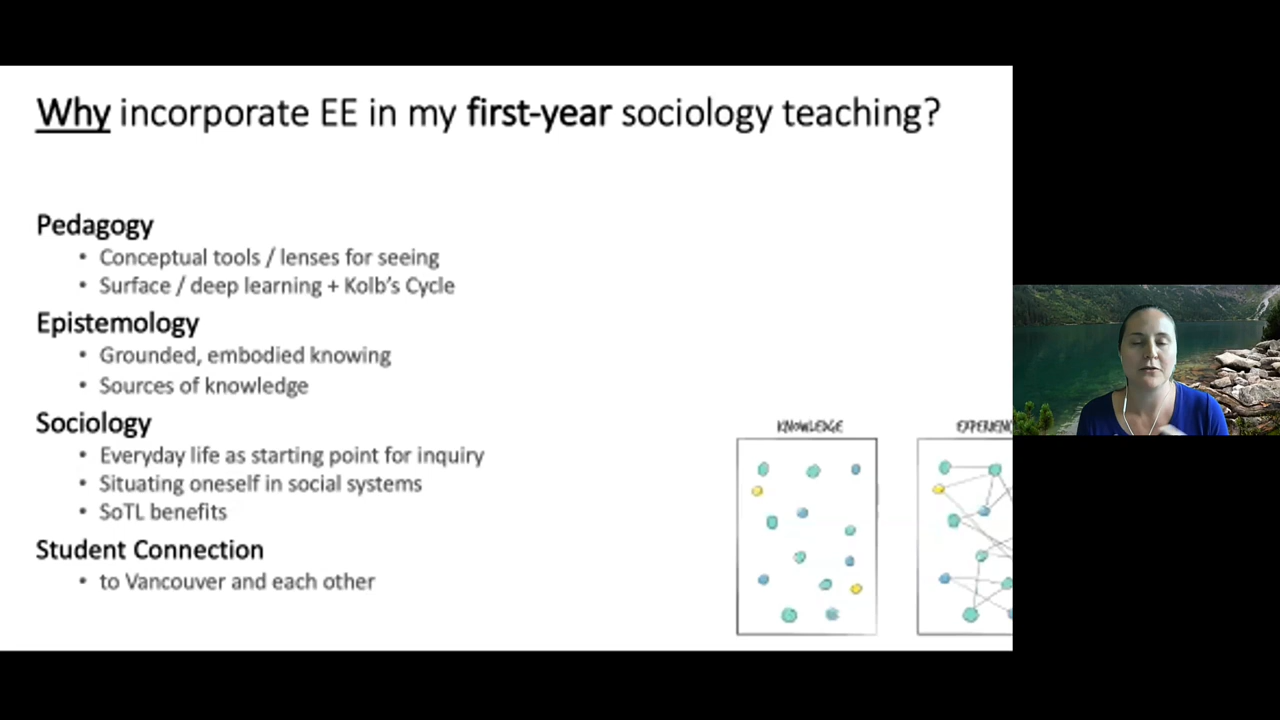 Why incorporate EE in my first-year sociology teaching?
Pedagogy
• Conceptual tools / lenses for seeing
• Surface / deep learning + Kolb's Cycle
Epistemology
• Grounded, embodied knowing
• Sources of knowledge
Sociology
• Everyday life as starting point for inquiry
• Situating oneself in social systems
• SoTL benefits
Student Connection
• to Vancouver and each other
KNOWLEDGE
EXPERIENC